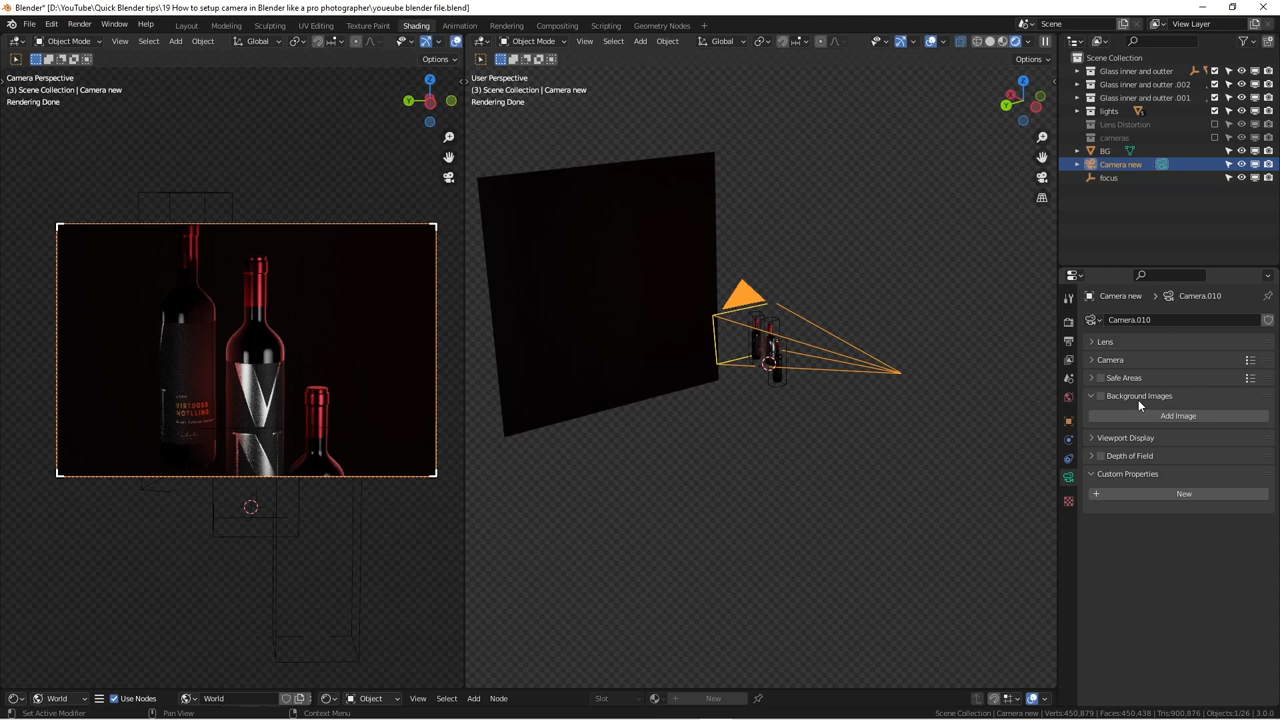 Blender* [D:\YouTube\Quick Blender tips\19 How to setup camera in Blender like a pro photographer\youeube blender file.blend]
File Edit Render Window Help Layout Modeling Sculpting UV Editing Texture Paint Shading Animation Rendering Compositing Geometry Nodes Scene View Layer
Object Mode View Select Add Object Global
Object Mode View Select Add Object Global
Options
Options
Camera Perspective
(3) Scene Collection | Camera new
Rendering Done
User Perspective
(3) Scene Collection | Camera new
Rendering Done
Z
Y
Z
Y
VIRTUOSO
NOTLLING
Scene Collection
Glass inner and outter
Glass inner and outter .002
Glass inner and outter .001
lights
5
Lens Distortion
cameras
BG
Camera new
focus
Camera new > Camera.010
Camera.010
Lens
Camera
Safe Areas
Background Images
Add Image
Viewport Display
Depth of Field
Custom Properties
New
World Use Nodes World Object View Select Add Node Slot New
Set Active Modifier Pan View Context Menu Scene Collection | Camera new | Verts:450,879 | Faces:450,438 | Tris:900,876 | Objects:1/26 | 3.0.0